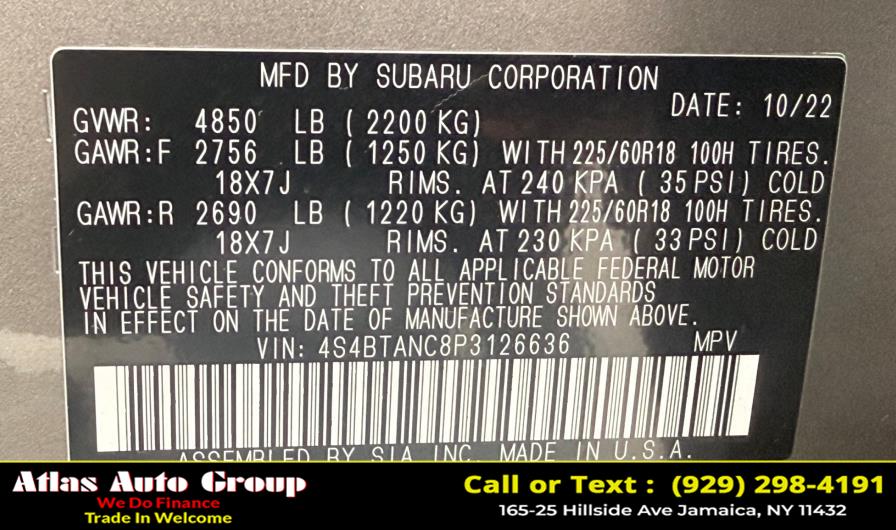 MFD BY SUBARU CORPORATION
DATE: 10/22
GVWR: 4850 LB ( 2200 KG)
GAWR:F 2756 LB ( 1250 KG) WITH 225/60R18 100H TIRES.
18X7J RIMS. AT 240 KPA ( 35 PSI) COLD
GAWR:R 2690 LB ( 1220 KG) WITH 225/60R18 100H TIRES.
18X7J RIMS. AT 230 KPA ( 33 PSI) COLD
THIS VEHICLE CONFORMS TO ALL APPLICABLE FEDERAL MOTOR
VEHICLE SAFETY AND THEFT PREVENTION STANDARDS
IN EFFECT ON THE DATE OF MANUFACTURE SHOWN ABOVE.
VIN: 4S4BTANC8P3126636 MPV
ASSEMBLED BY SIA INC. MADE IN U.S.A.
Atlas Auto Group
We Do Finance
Trade In Welcome
Call or Text : (929) 298-4191
165-25 Hillside Ave Jamaica, NY 11432